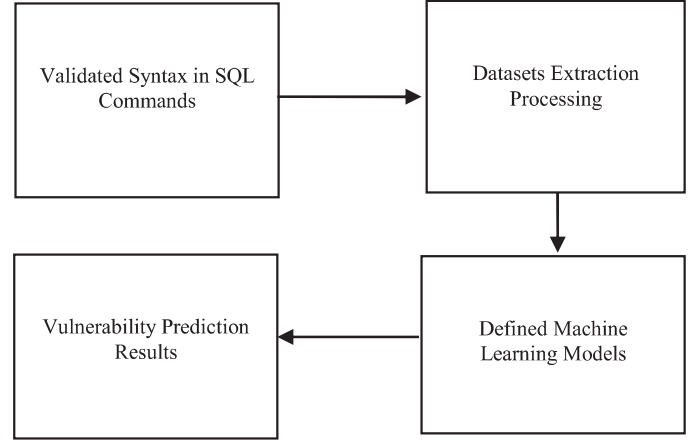 Validated Syntax in SQL
Commands
Datasets Extraction
Processing
Defined Machine
Learning Models
Vulnerability Prediction
Results